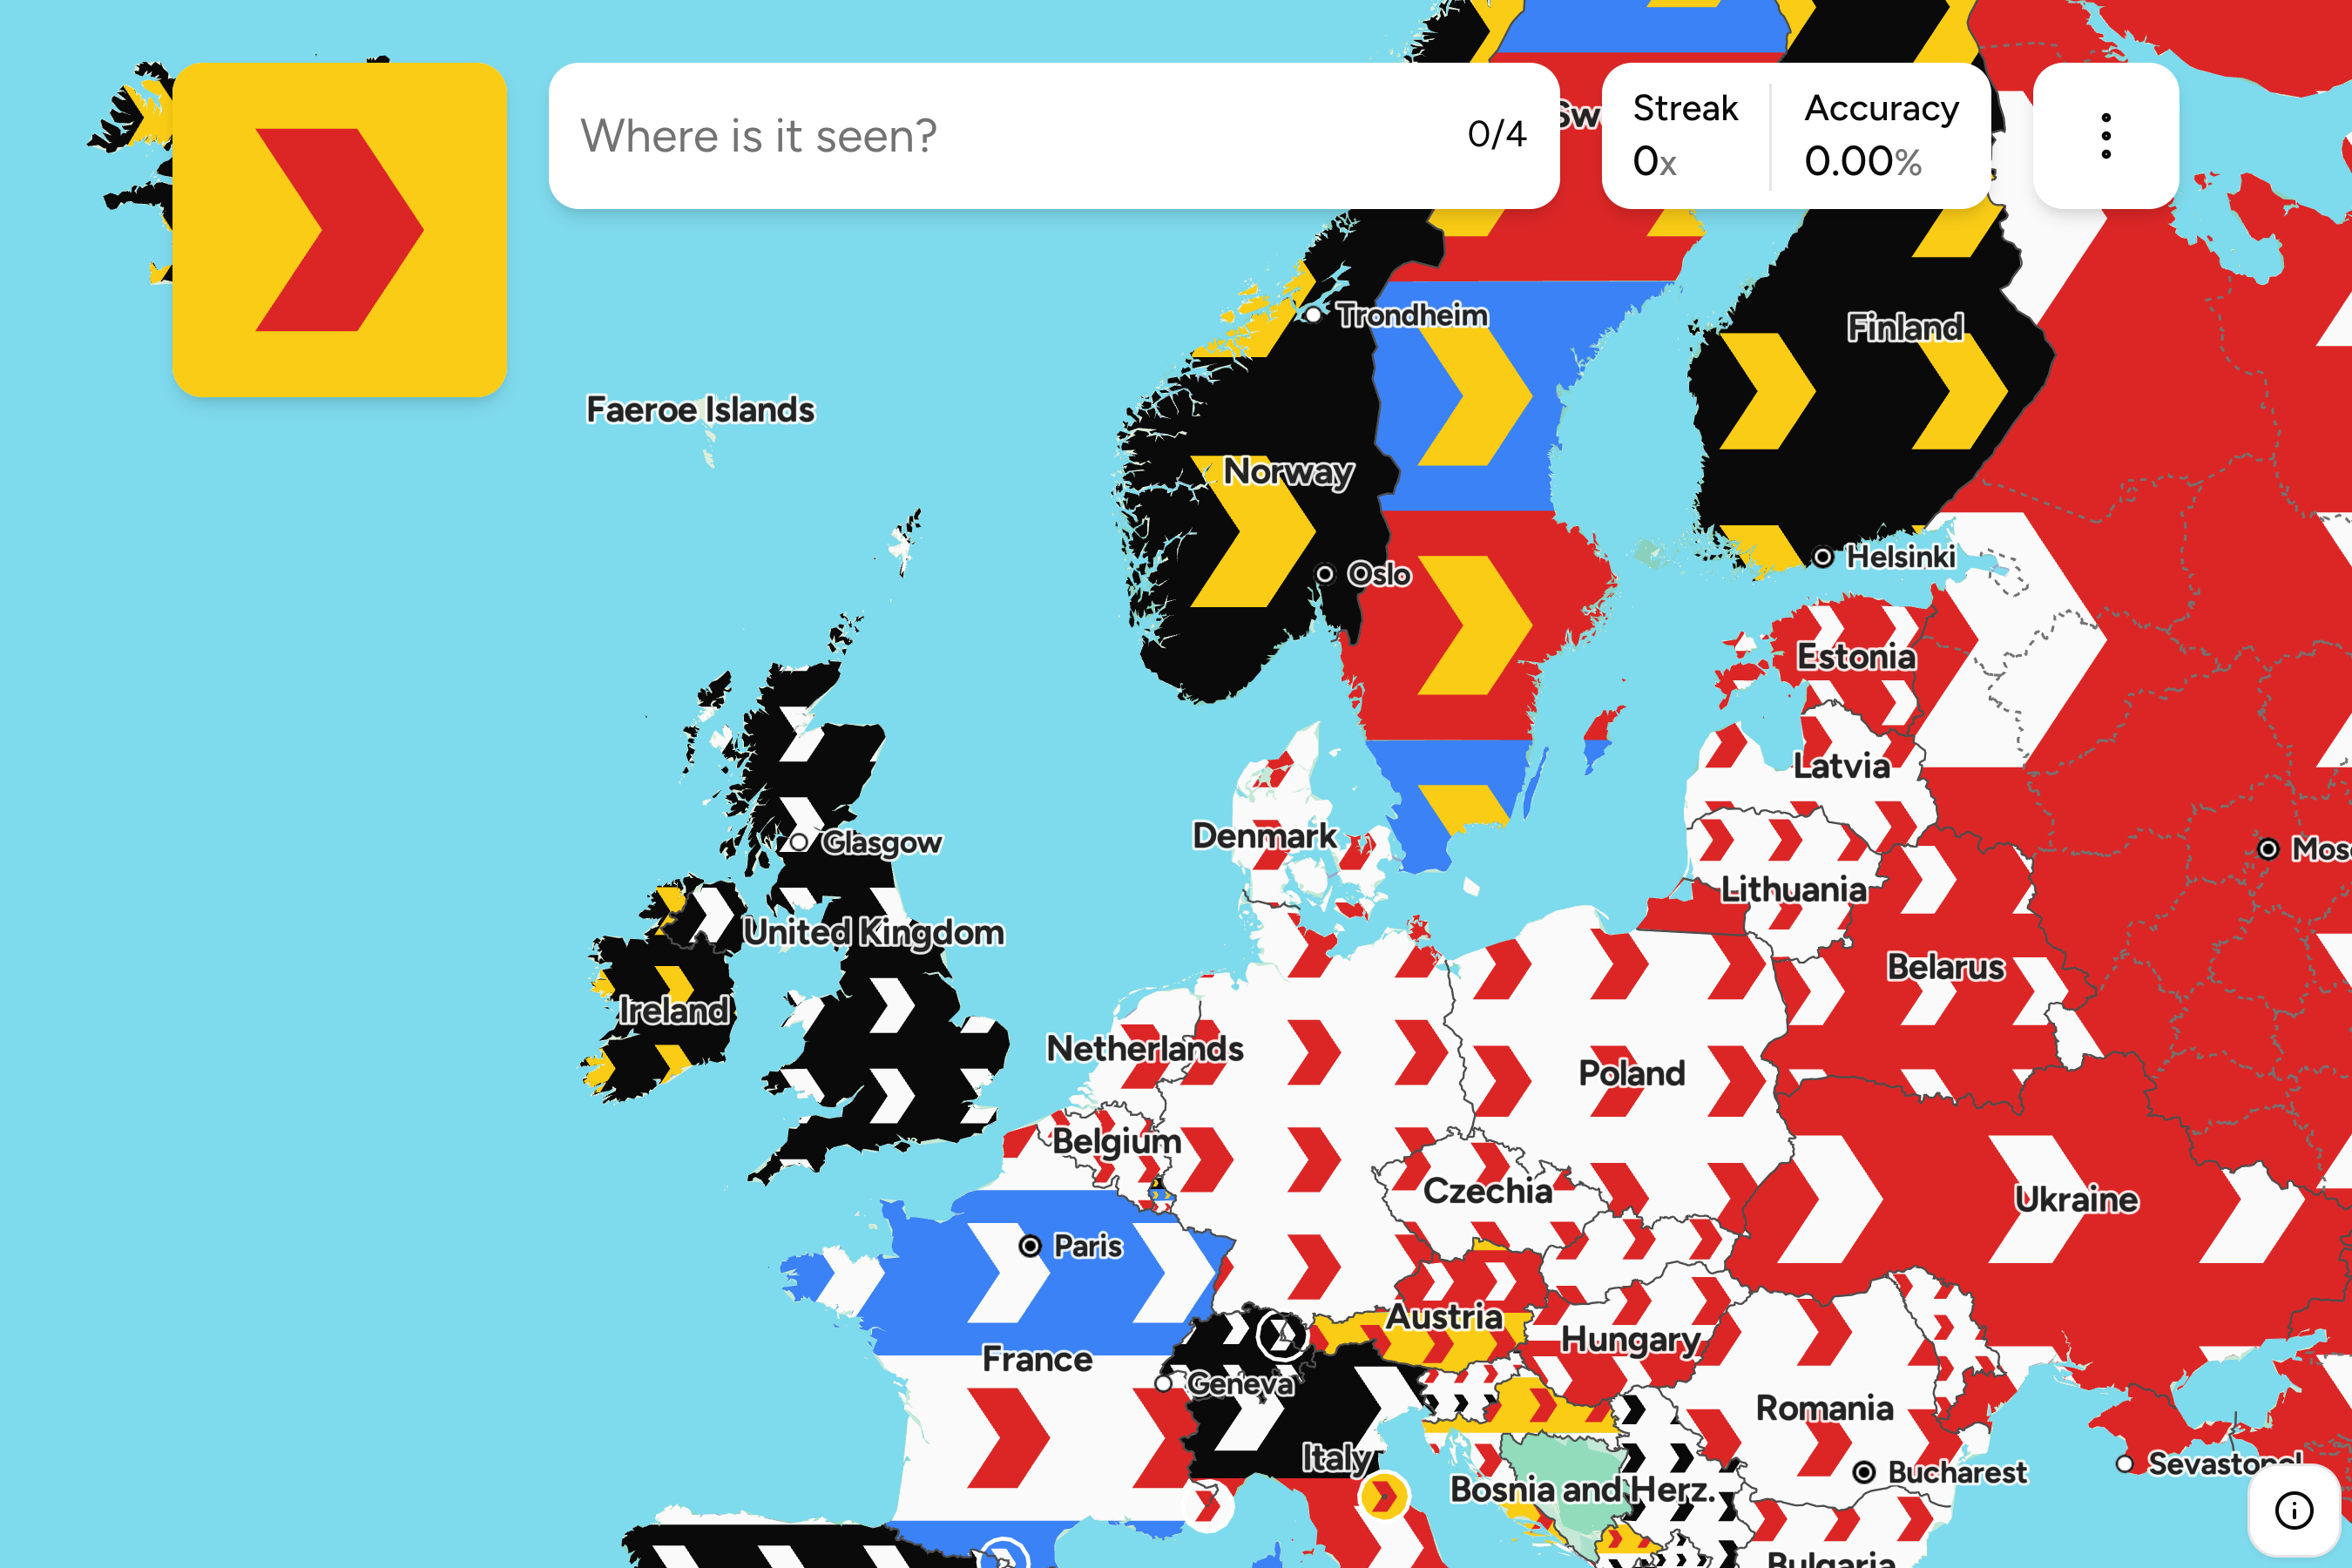 Where is it seen?
0/4
Sw
Streak
0x
Accuracy
0.00%
Trondheim
Finland
Faeroe Islands
Norway
Oslo
Helsinki
Estonia
Latvia
Denmark
Glasgow
Mos
Lithuania
United Kingdom
Belarus
Ireland
Netherlands
Poland
Belgium
Czechia
Ukraine
Paris
Austria
Hungary
France
Geneva
Romania
Italy
Bucharest
Sevastopol
Bosnia and Herz.
Bulgaria